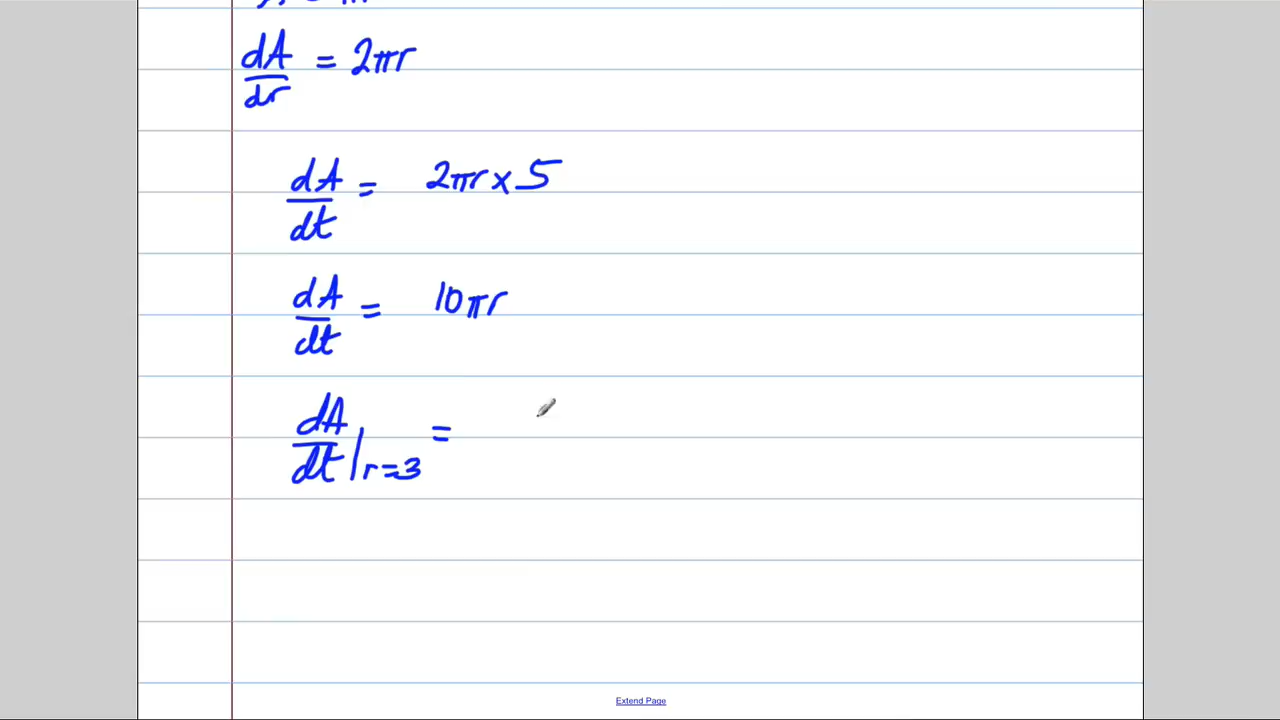 dA/dr = 2πr
dA/dt = 2πr × 5
dA/dt = 10πr
dA/dt|r=3 =
Extend Page